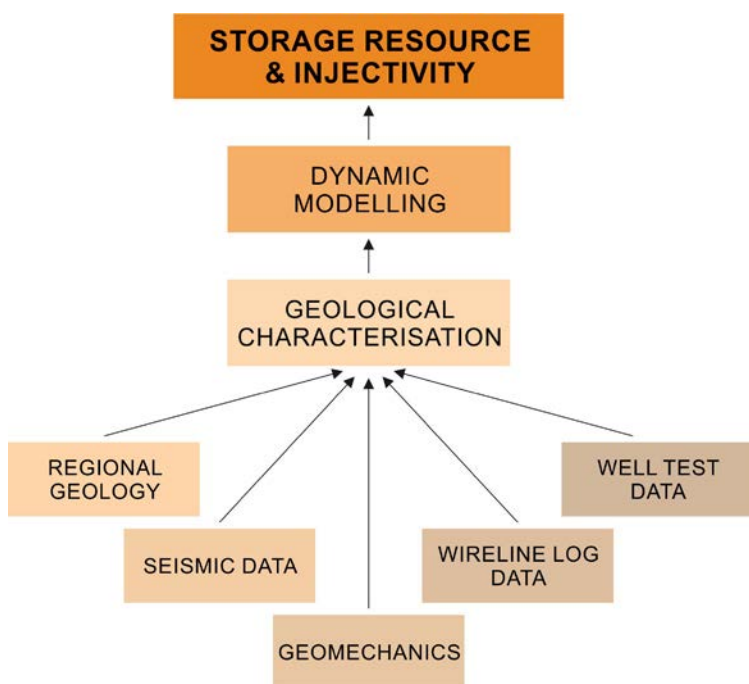 STORAGE RESOURCE
& INJECTIVITY
DYNAMIC
MODELLING
GEOLOGICAL
CHARACTERISATION
REGIONAL
GEOLOGY
WELL TEST
DATA
SEISMIC DATA
WIRELINE LOG
DATA
GEOMECHANICS